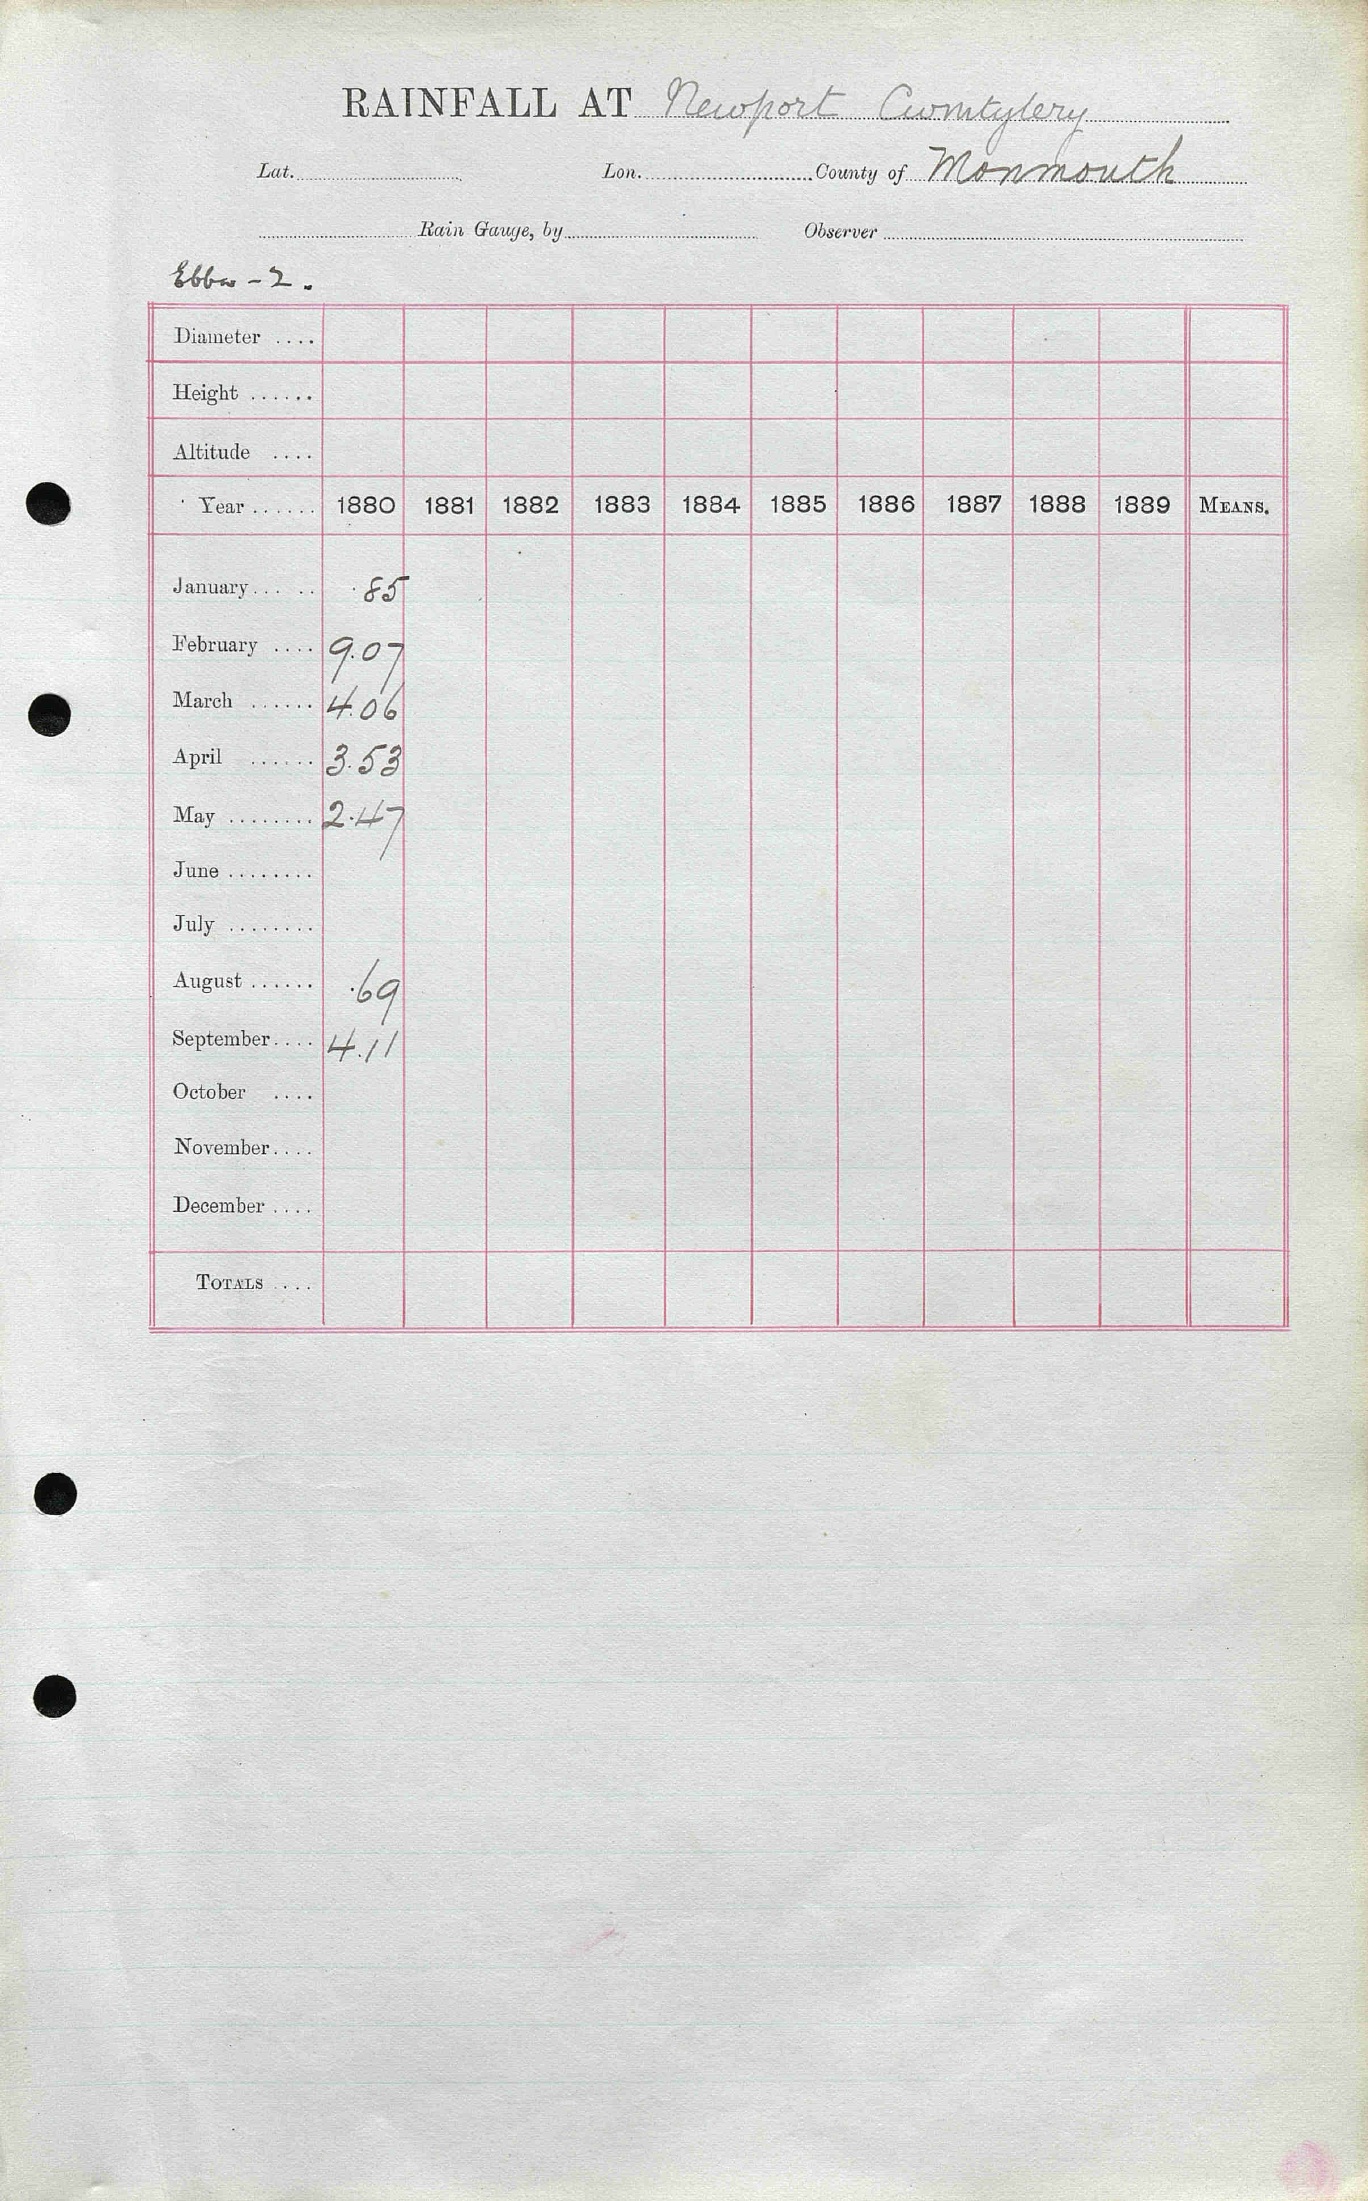 RAINFALL AT Newport Cwmtylery
Lat. Lon. County of Monmouth
Rain Gauge, by Observer
Ebbw - 2.
Diameter ....
Height ......
Altitude ....
Year ...... 1880 1881 1882 1883 1884 1885 1886 1887 1888 1889 MEANS.
January... .. .85
February .... 9.07
March ...... 4.06
April ...... 3.53
May ........ 2.47
June ........
July ........
August ...... .69
September.... 4.11
October ....
November....
December ....
TOTALS ....